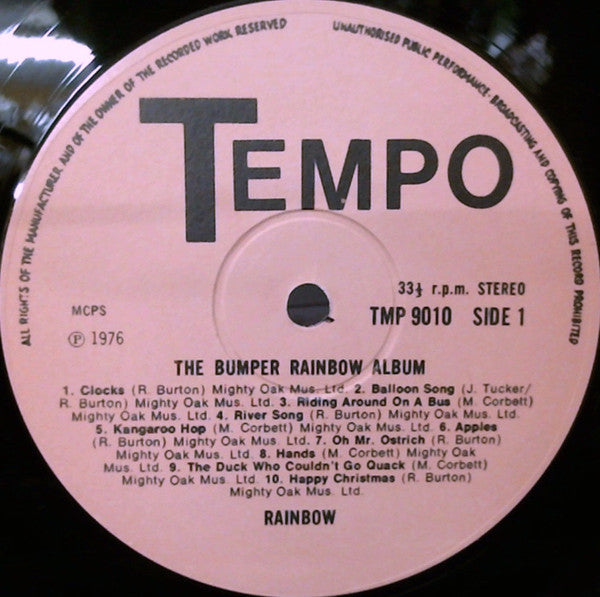 ALL RIGHTS OF THE MANUFACTURER AND OF THE OWNER OF THE RECORDED WORK RESERVED
UNAUTHORISED PUBLIC PERFORMANCE · BROADCASTING AND COPYING OF THIS RECORD PROHIBITED
TEMPO
33⅓ r.p.m. STEREO
MCPS
TMP 9010 SIDE 1
Ⓟ 1976
THE BUMPER RAINBOW ALBUM
1. Clocks (R. Burton) Mighty Oak Mus. Ltd. 2. Balloon Song (J. Tucker/
R. Burton) Mighty Oak Mus. Ltd. 3. Riding Around On A Bus (M. Corbett)
Mighty Oak Mus. Ltd. 4. River Song (R. Burton) Mighty Oak Mus. Ltd.
5. Kangaroo Hop (M. Corbett) Mighty Oak Mus. Ltd. 6. Apples
(R. Burton) Mighty Oak Mus. Ltd. 7. Oh Mr. Ostrich (R. Burton)
Mighty Oak Mus. Ltd. 8. Hands (M. Corbett) Mighty Oak
Mus. Ltd. 9. The Duck Who Couldn't Go Quack (M. Corbett)
Mighty Oak Mus. Ltd. 10. Happy Christmas (R. Burton)
Mighty Oak Mus. Ltd.
RAINBOW